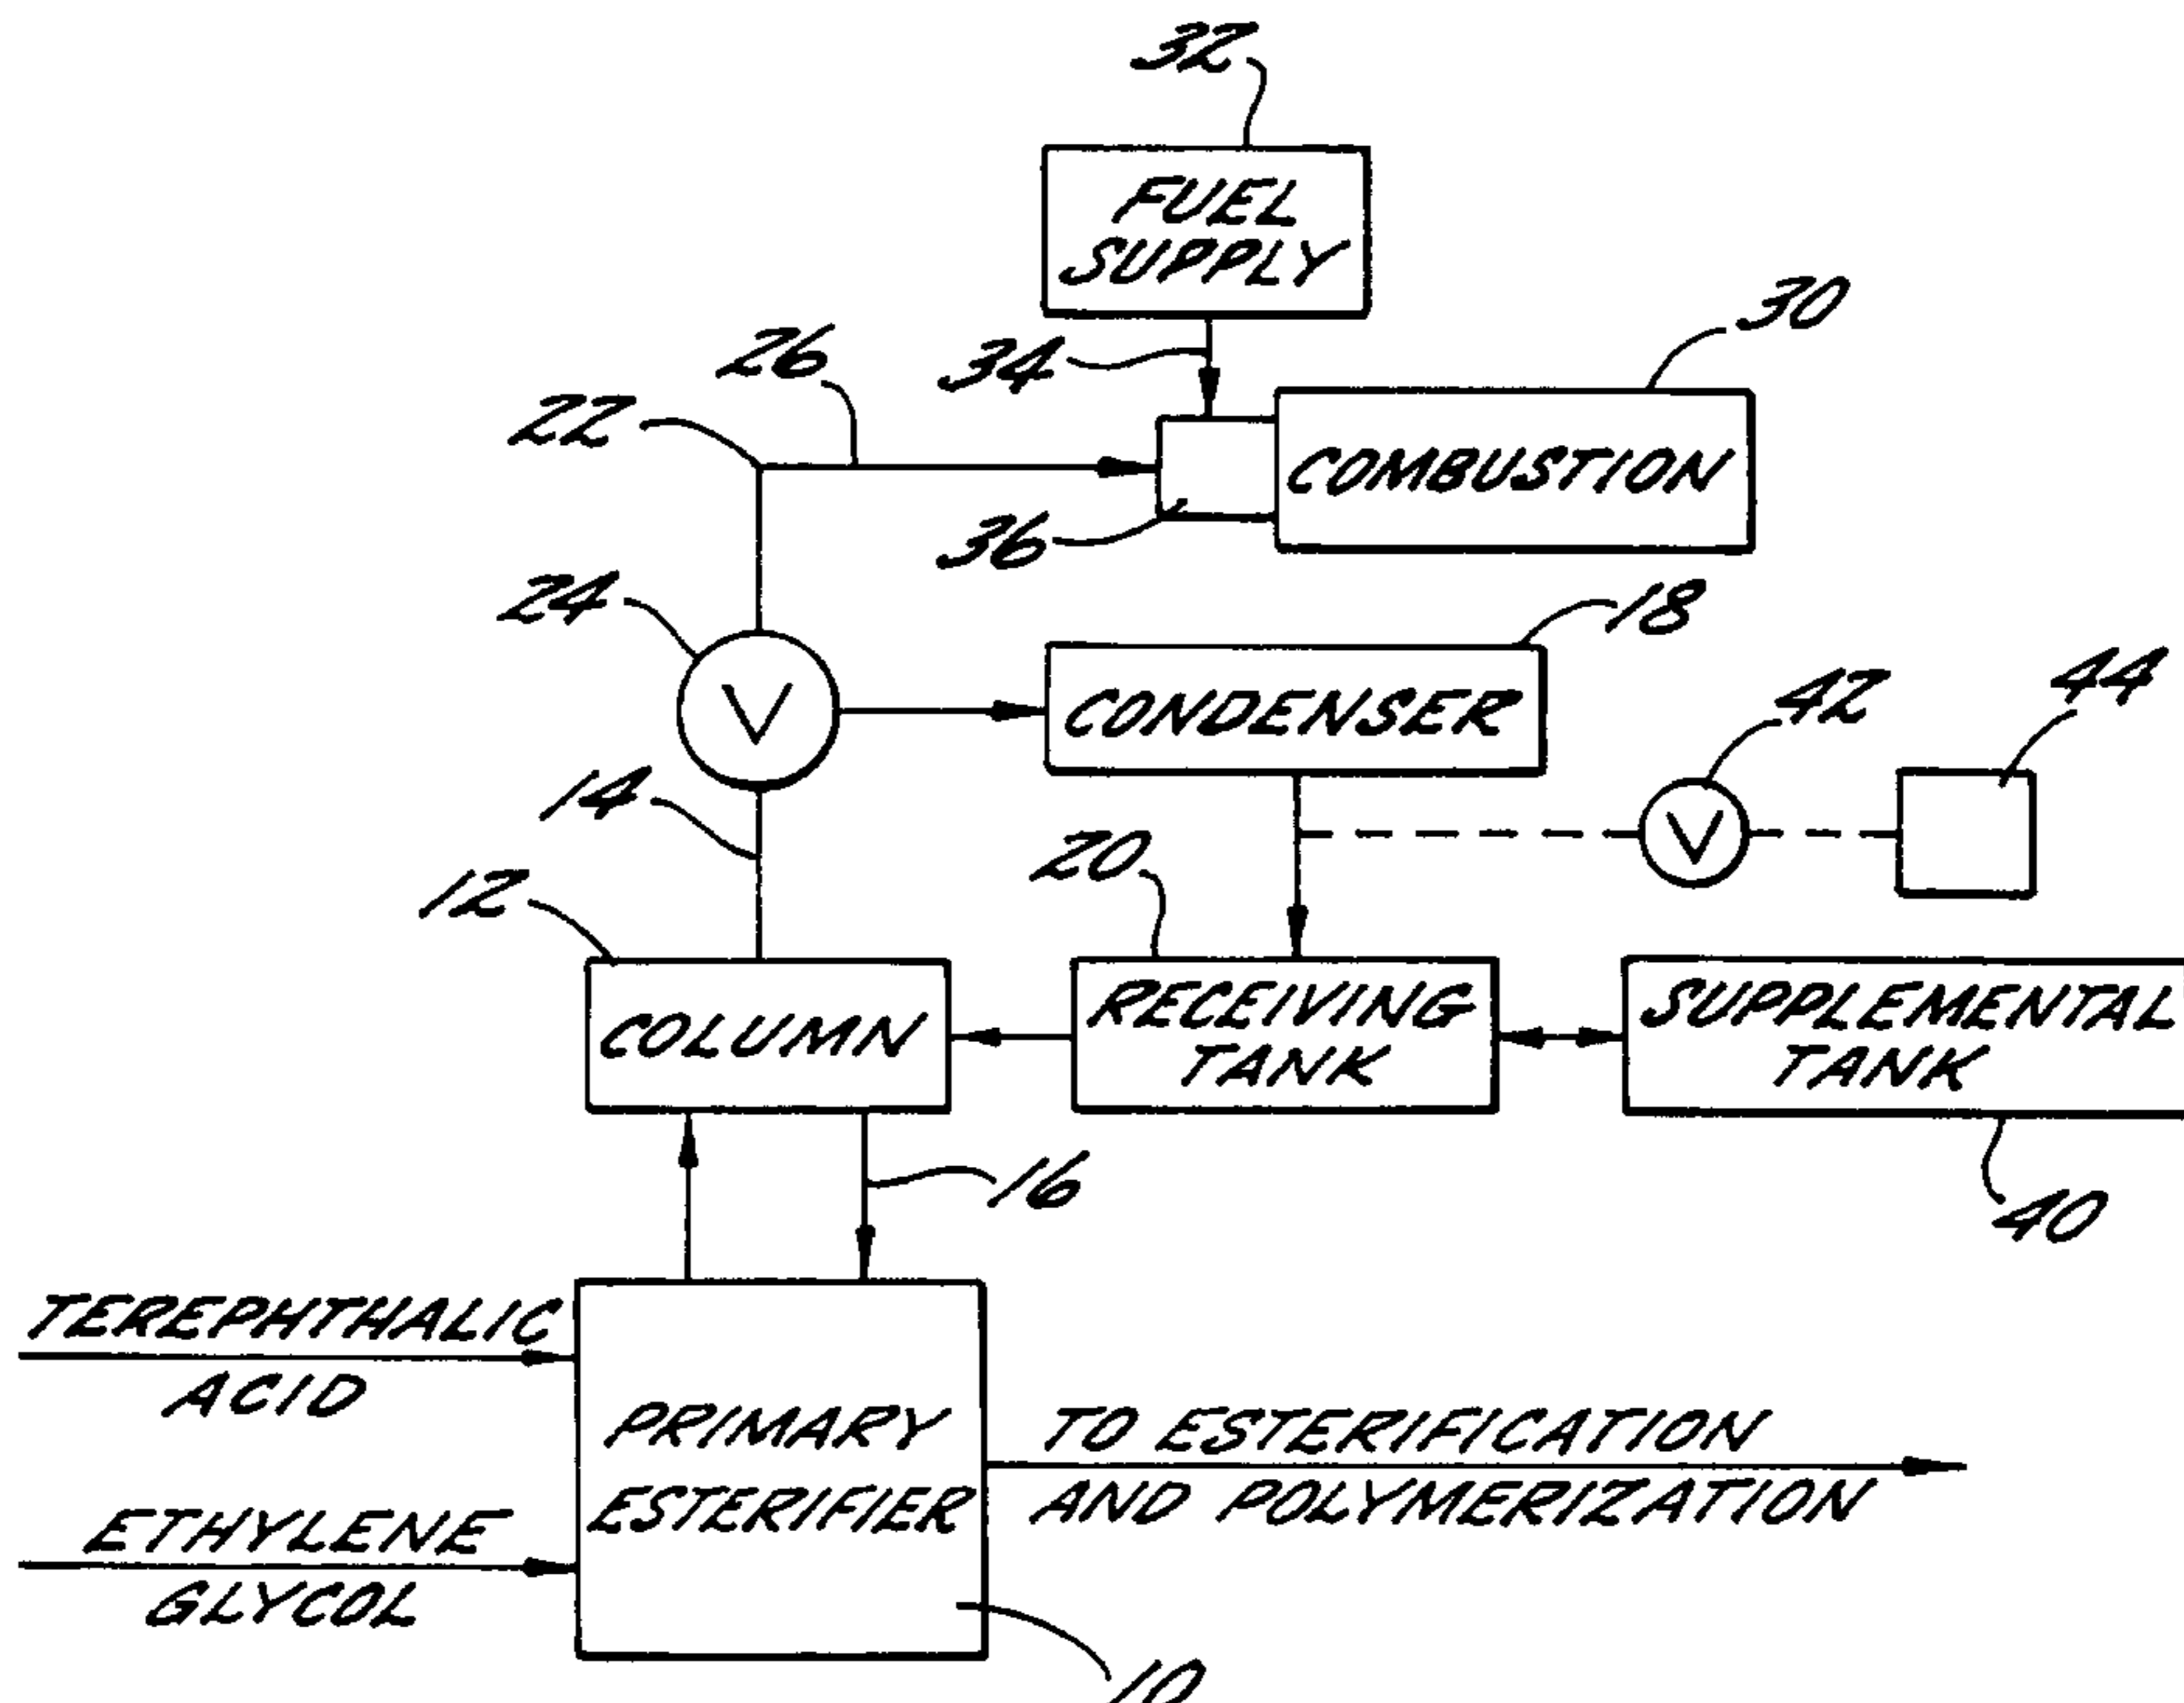 32
FUEL
SUPPLY
30
26
34
22
COMBUSTION
36
24
18
V
CONDENSER
42
44
14
V
20
12
COLUMN
RECEIVING
TANK
SUPPLEMENTAL
TANK
16
40
TEREPHTHALIC
ACID
PRIMARY
ESTERIFIER
TO ESTERIFICATION
AND POLYMERIZATION
ETHYLENE
GLYCOL
10